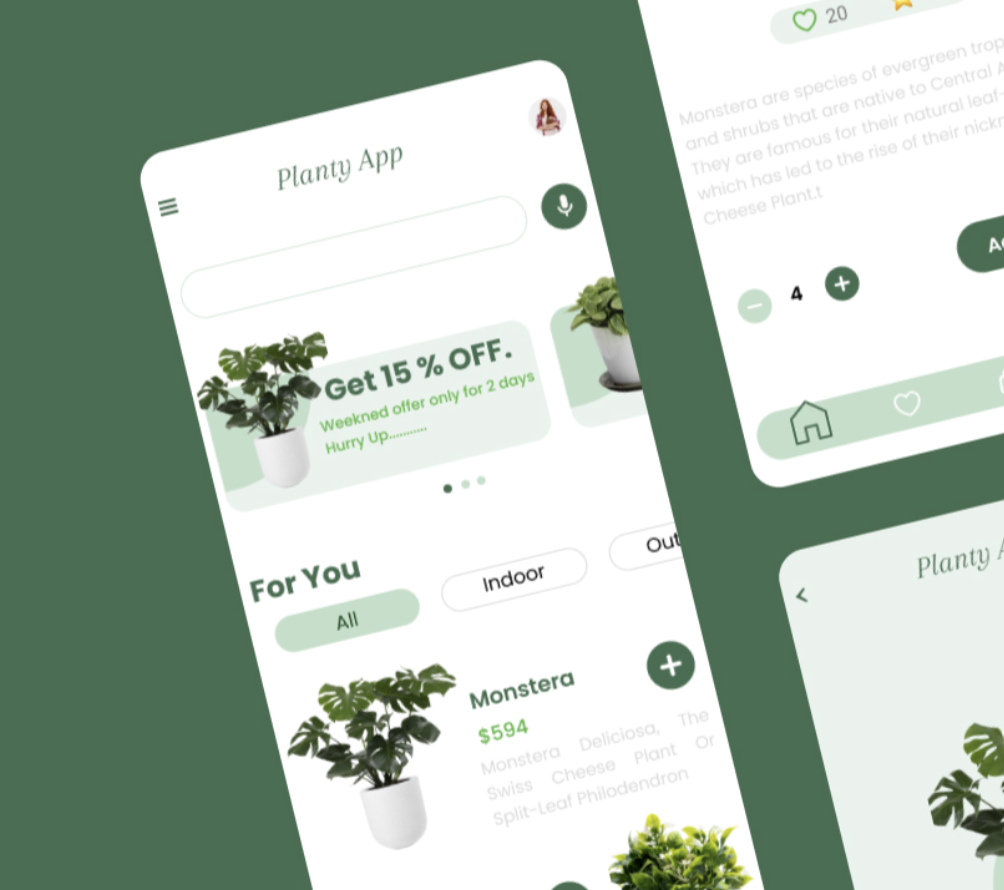 Planty App
Get 15 % OFF.
Weekned offer only for 2 days
Hurry Up...........
For You
All
Indoor
Out
Monstera
$594
Monstera Deliciosa, The
Swiss Cheese Plant Or
Split-Leaf Philodendron
20
Monstera are species of evergreen trop
and shrubs that are native to Central A
They are famous for their natural leaf-
which has led to the rise of their nickn
Cheese Plant.t
4
Planty